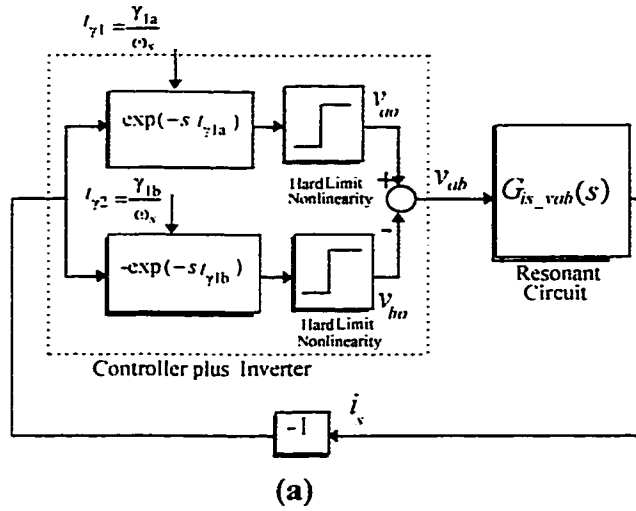 t_γ1 = γ_1a / ω_s
exp(−s t_γ1a)
v_ao
Hard Limit
Nonlinearity
+
v_ab
G_is_vab(s)
Resonant
Circuit
t_γ2 = γ_1b / ω_s
-exp(−s t_γ1b)
-
v_bo
Hard Limit
Nonlinearity
Controller plus Inverter
-1
i_s
(a)